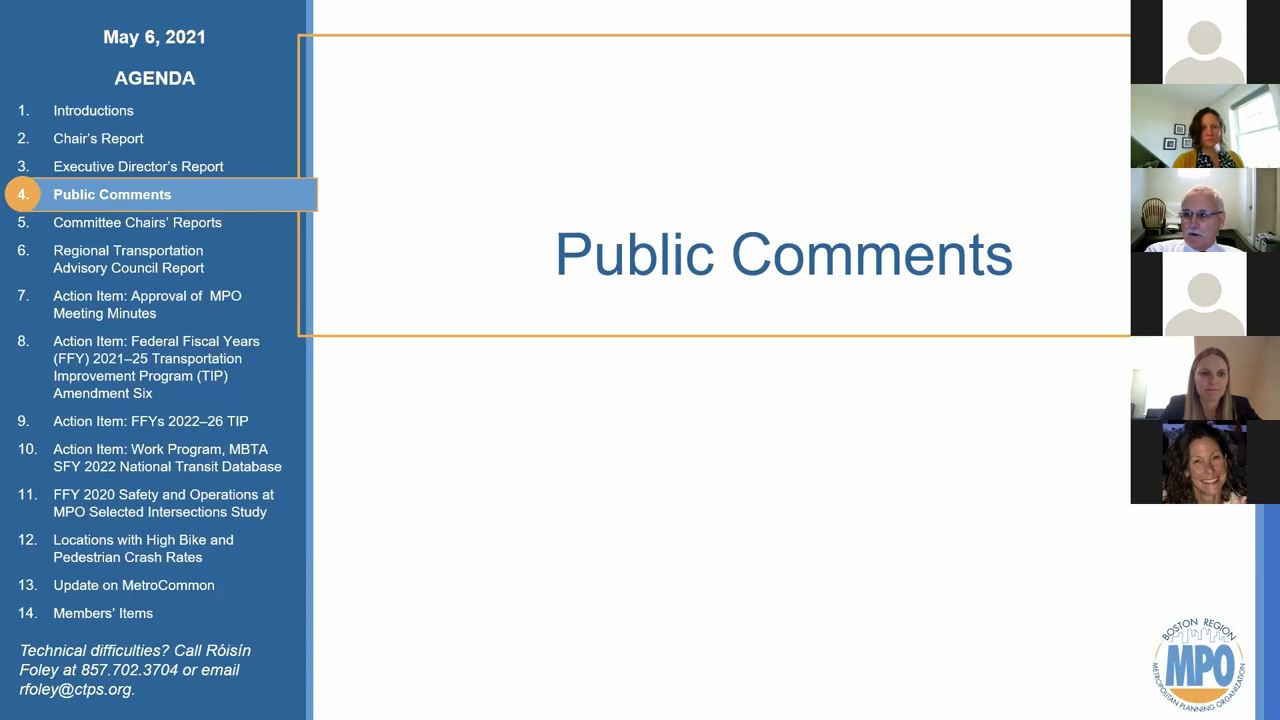 May 6, 2021
AGENDA
1. Introductions
2. Chair's Report
3. Executive Director's Report
4. Public Comments
5. Committee Chairs' Reports
6. Regional Transportation
Advisory Council Report
7. Action Item: Approval of MPO
Meeting Minutes
8. Action Item: Federal Fiscal Years
(FFY) 2021–25 Transportation
Improvement Program (TIP)
Amendment Six
9. Action Item: FFYs 2022–26 TIP
10. Action Item: Work Program, MBTA
SFY 2022 National Transit Database
11. FFY 2020 Safety and Operations at
MPO Selected Intersections Study
12. Locations with High Bike and
Pedestrian Crash Rates
13. Update on MetroCommon
14. Members' Items
Technical difficulties? Call Róisín
Foley at 857.702.3704 or email
rfoley@ctps.org.
Public Comments
BOSTON REGION
MPO
METROPOLITAN PLANNING ORGANIZATION